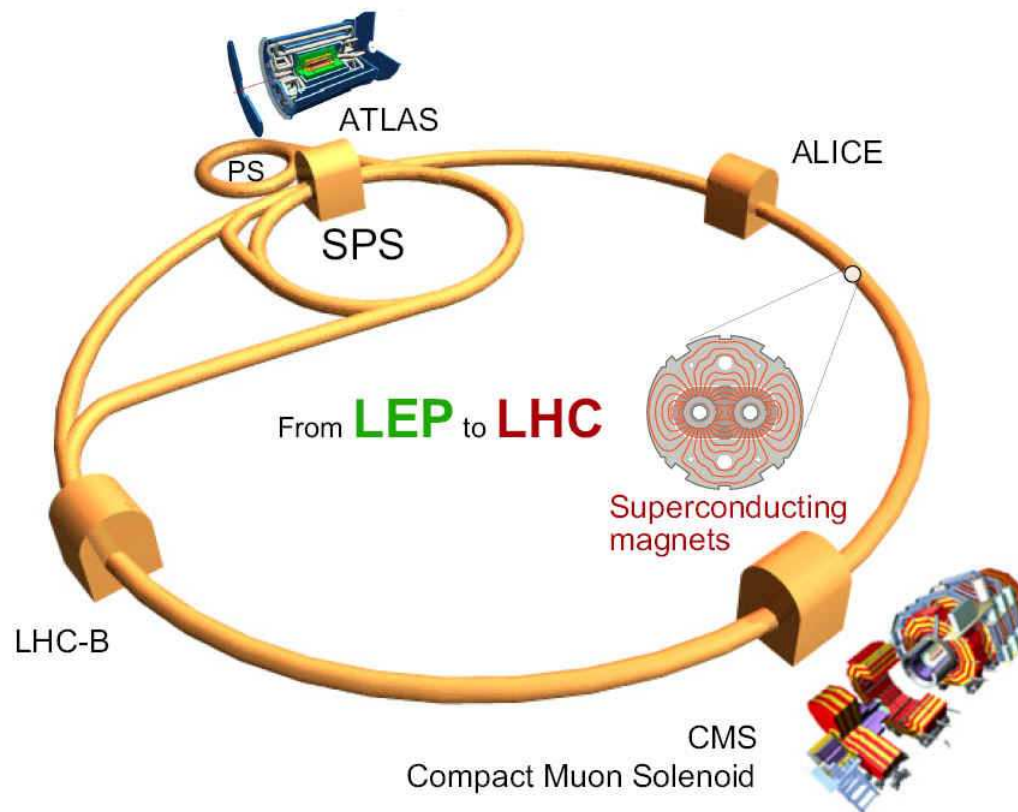 ATLAS
ALICE
PS
SPS
From LEP to LHC
Superconducting
magnets
LHC-B
CMS
Compact Muon Solenoid